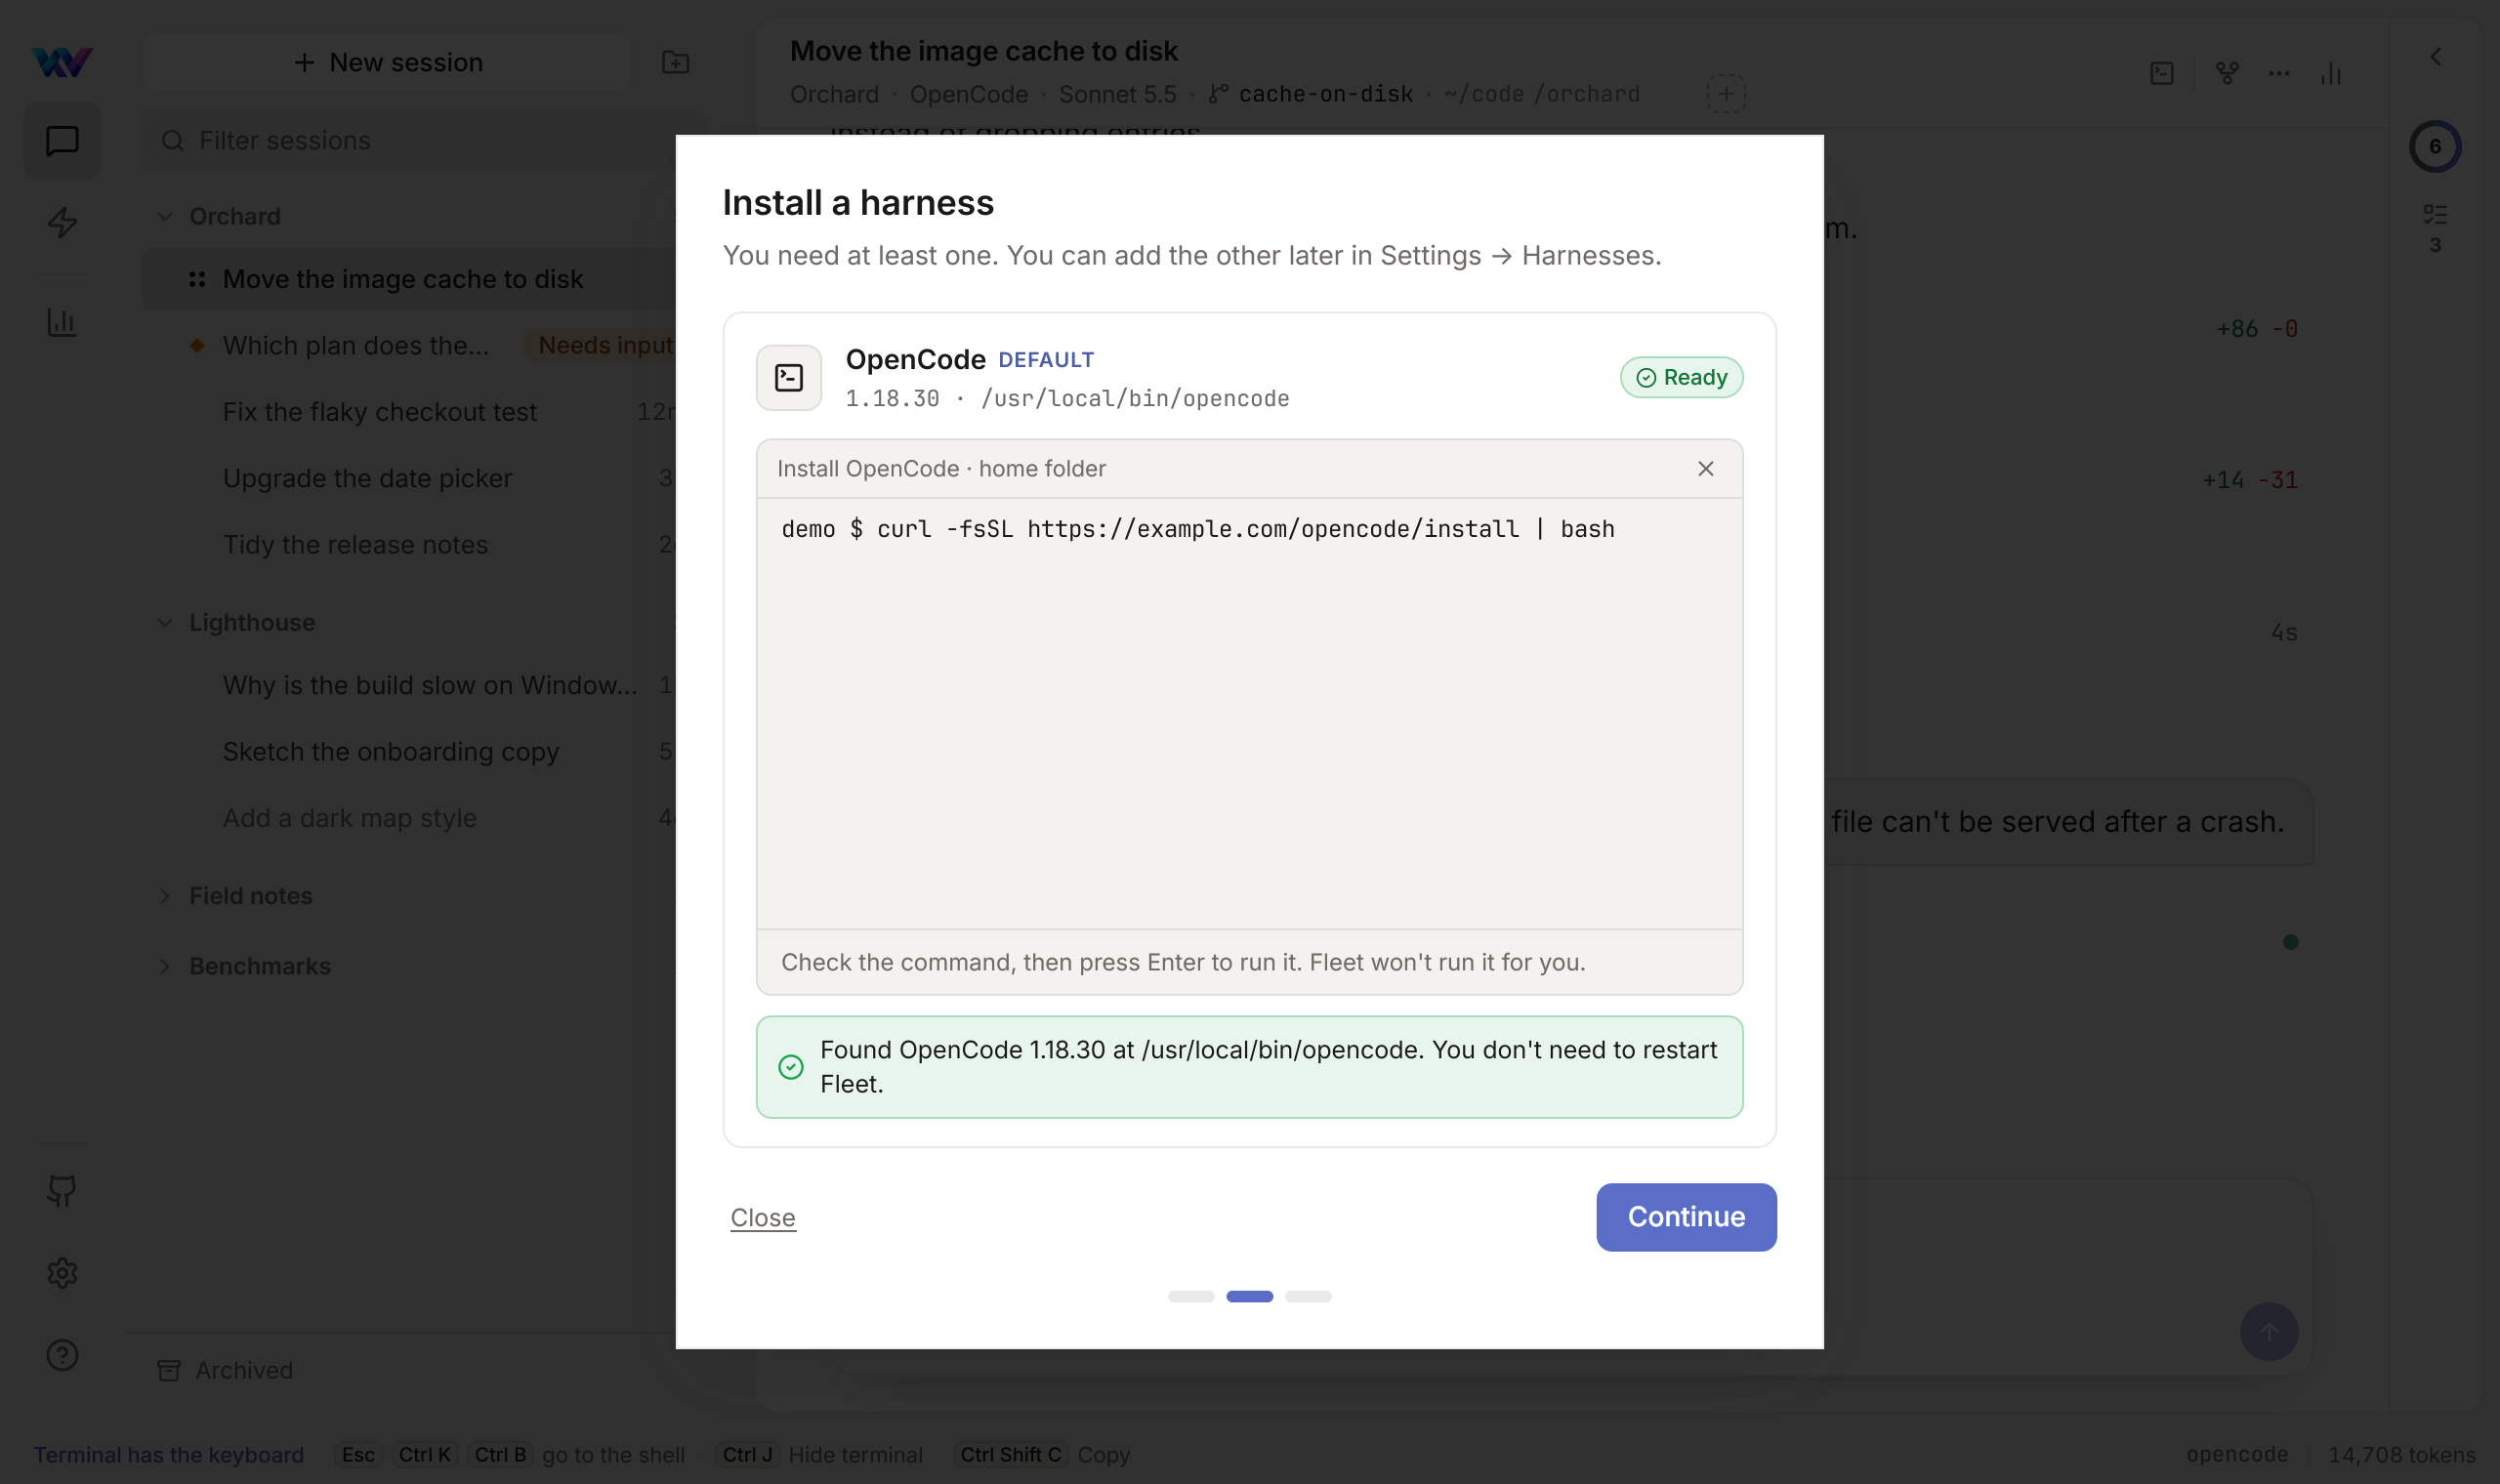 New session
Filter sessions
Orchard
Move the image cache to disk
Which plan does the...
Needs input
Fix the flaky checkout test
Upgrade the date picker
3
Tidy the release notes
Lighthouse
Why is the build slow on Window...
1
Sketch the onboarding copy
5
Add a dark map style
Field notes
Benchmarks
Archived
Move the image cache to disk
Orchard · OpenCode · Sonnet 5.5 · cache-on-disk · ~/code/orchard
6
3
m.
+86 -0
+14 -31
4s
file can't be served after a crash.
Install a harness
You need at least one. You can add the other later in Settings → Harnesses.
OpenCode DEFAULT
1.18.30 · /usr/local/bin/opencode
Ready
Install OpenCode · home folder
demo $ curl -fsSL https://example.com/opencode/install | bash
Check the command, then press Enter to run it. Fleet won't run it for you.
Found OpenCode 1.18.30 at /usr/local/bin/opencode. You don't need to restart
Fleet.
Close
Continue
Terminal has the keyboard Esc Ctrl K Ctrl B go to the shell Ctrl J Hide terminal Ctrl Shift C Copy
opencode 14,708 tokens